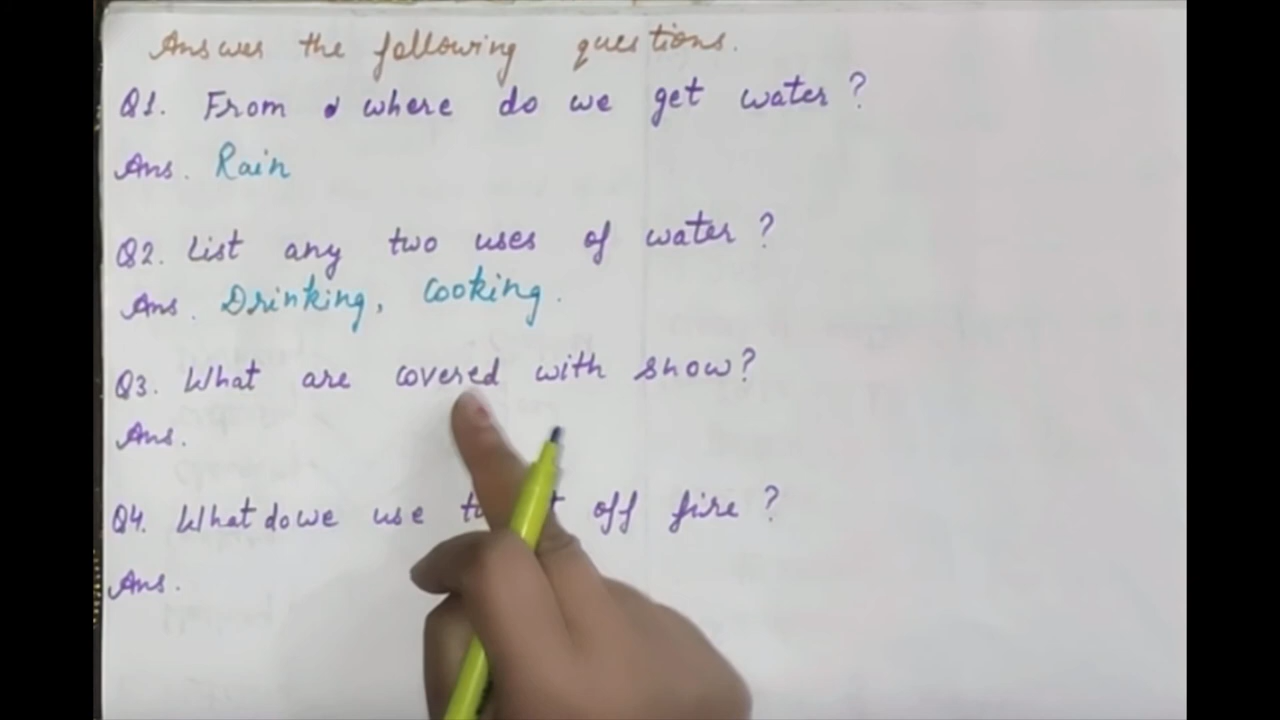 Answer the following questions.
Q1. From where do we get water?
Ans. Rain
Q2. List any two uses of water?
Ans. Drinking, Cooking.
Q3. What are covered with snow?
Ans.
Q4. What do we use off fire?
Ans.